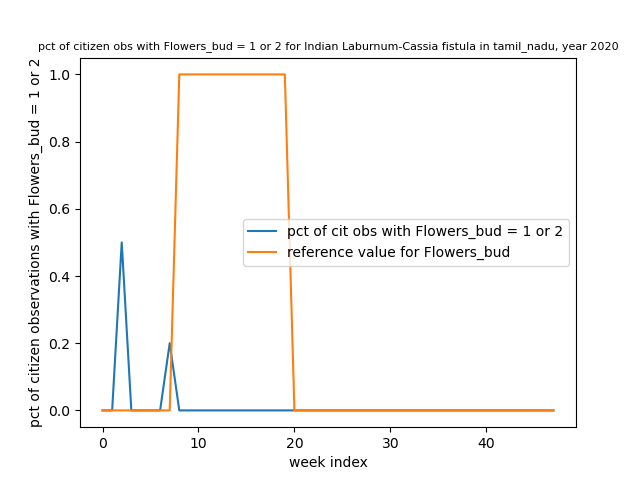 pct of citizen obs with Flowers_bud = 1 or 2 for Indian Laburnum-Cassia fistula in tamil_nadu, year 2020
pct of citizen observations with Flowers_bud = 1 or 2
1.0
0.8
0.6
0.4
0.2
0.0
pct of cit obs with Flowers_bud = 1 or 2
reference value for Flowers_bud
0 10 20 30 40
week index